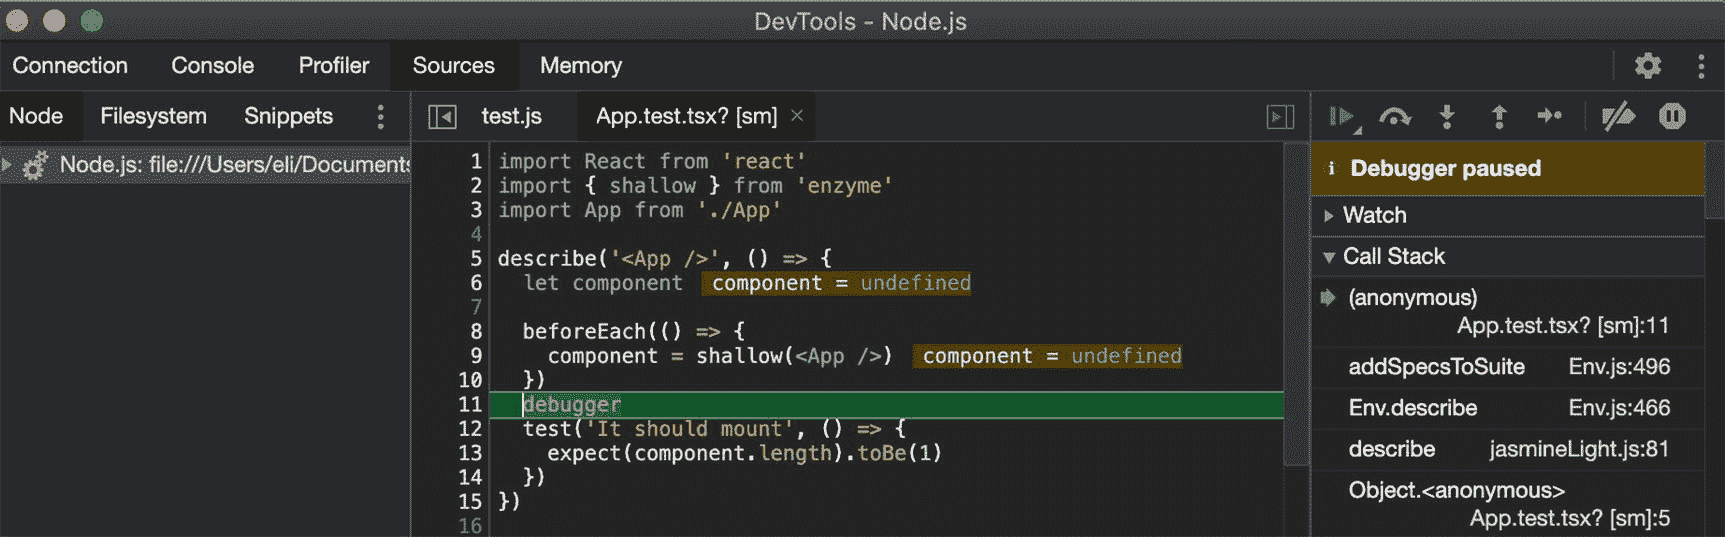 DevTools - Node.js
Connection Console Profiler Sources Memory
Node Filesystem Snippets
Node.js: file:///Users/eli/Documents
test.js App.test.tsx? [sm] ×
1 import React from 'react'
2 import { shallow } from 'enzyme'
3 import App from './App'
4
5 describe('<App />', () => {
6 let component component = undefined
7
8 beforeEach(() => {
9 component = shallow(<App />) component = undefined
10 })
11 debugger
12 test('It should mount', () => {
13 expect(component.length).toBe(1)
14 })
15 })
16
Debugger paused
Watch
Call Stack
(anonymous)
App.test.tsx? [sm]:11
addSpecsToSuite Env.js:496
Env.describe Env.js:466
describe jasmineLight.js:81
Object.<anonymous>
App.test.tsx? [sm]:5